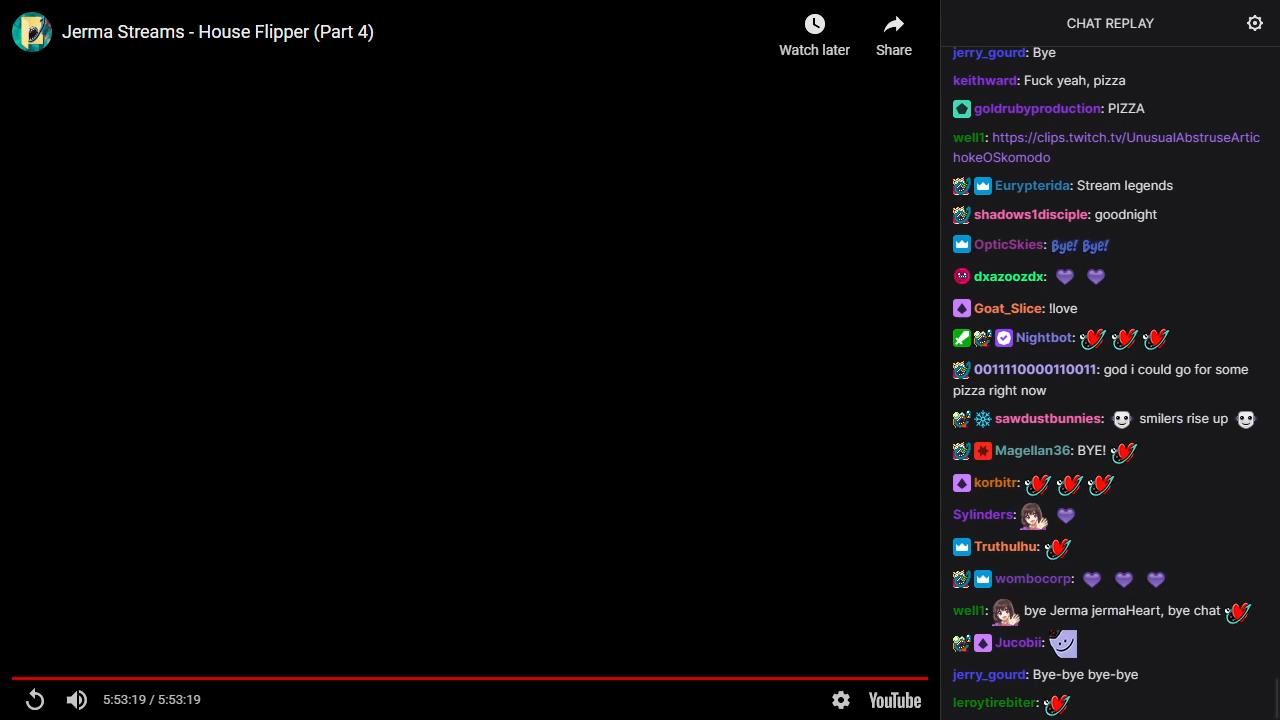 Jerma Streams - House Flipper (Part 4)
Watch later
Share
5:53:19 / 5:53:19
YouTube
CHAT REPLAY
jerry_gourd: Bye
keithward: Fuck yeah, pizza
goldrubyproduction: PIZZA
well1: https://clips.twitch.tv/UnusualAbstruseArtic
hokeOSkomodo
Eurypterida: Stream legends
shadows1disciple: goodnight
OpticSkies: Bye! Bye!
dxazoozdx:
Goat_Slice: !love
Nightbot:
0011110000110011: god i could go for some
pizza right now
sawdustbunnies: smilers rise up
Magellan36: BYE!
korbitr:
Sylinders:
Truthulhu:
wombocorp:
well1: bye Jerma jermaHeart, bye chat
Jucobii:
jerry_gourd: Bye-bye bye-bye
leroytirebiter: